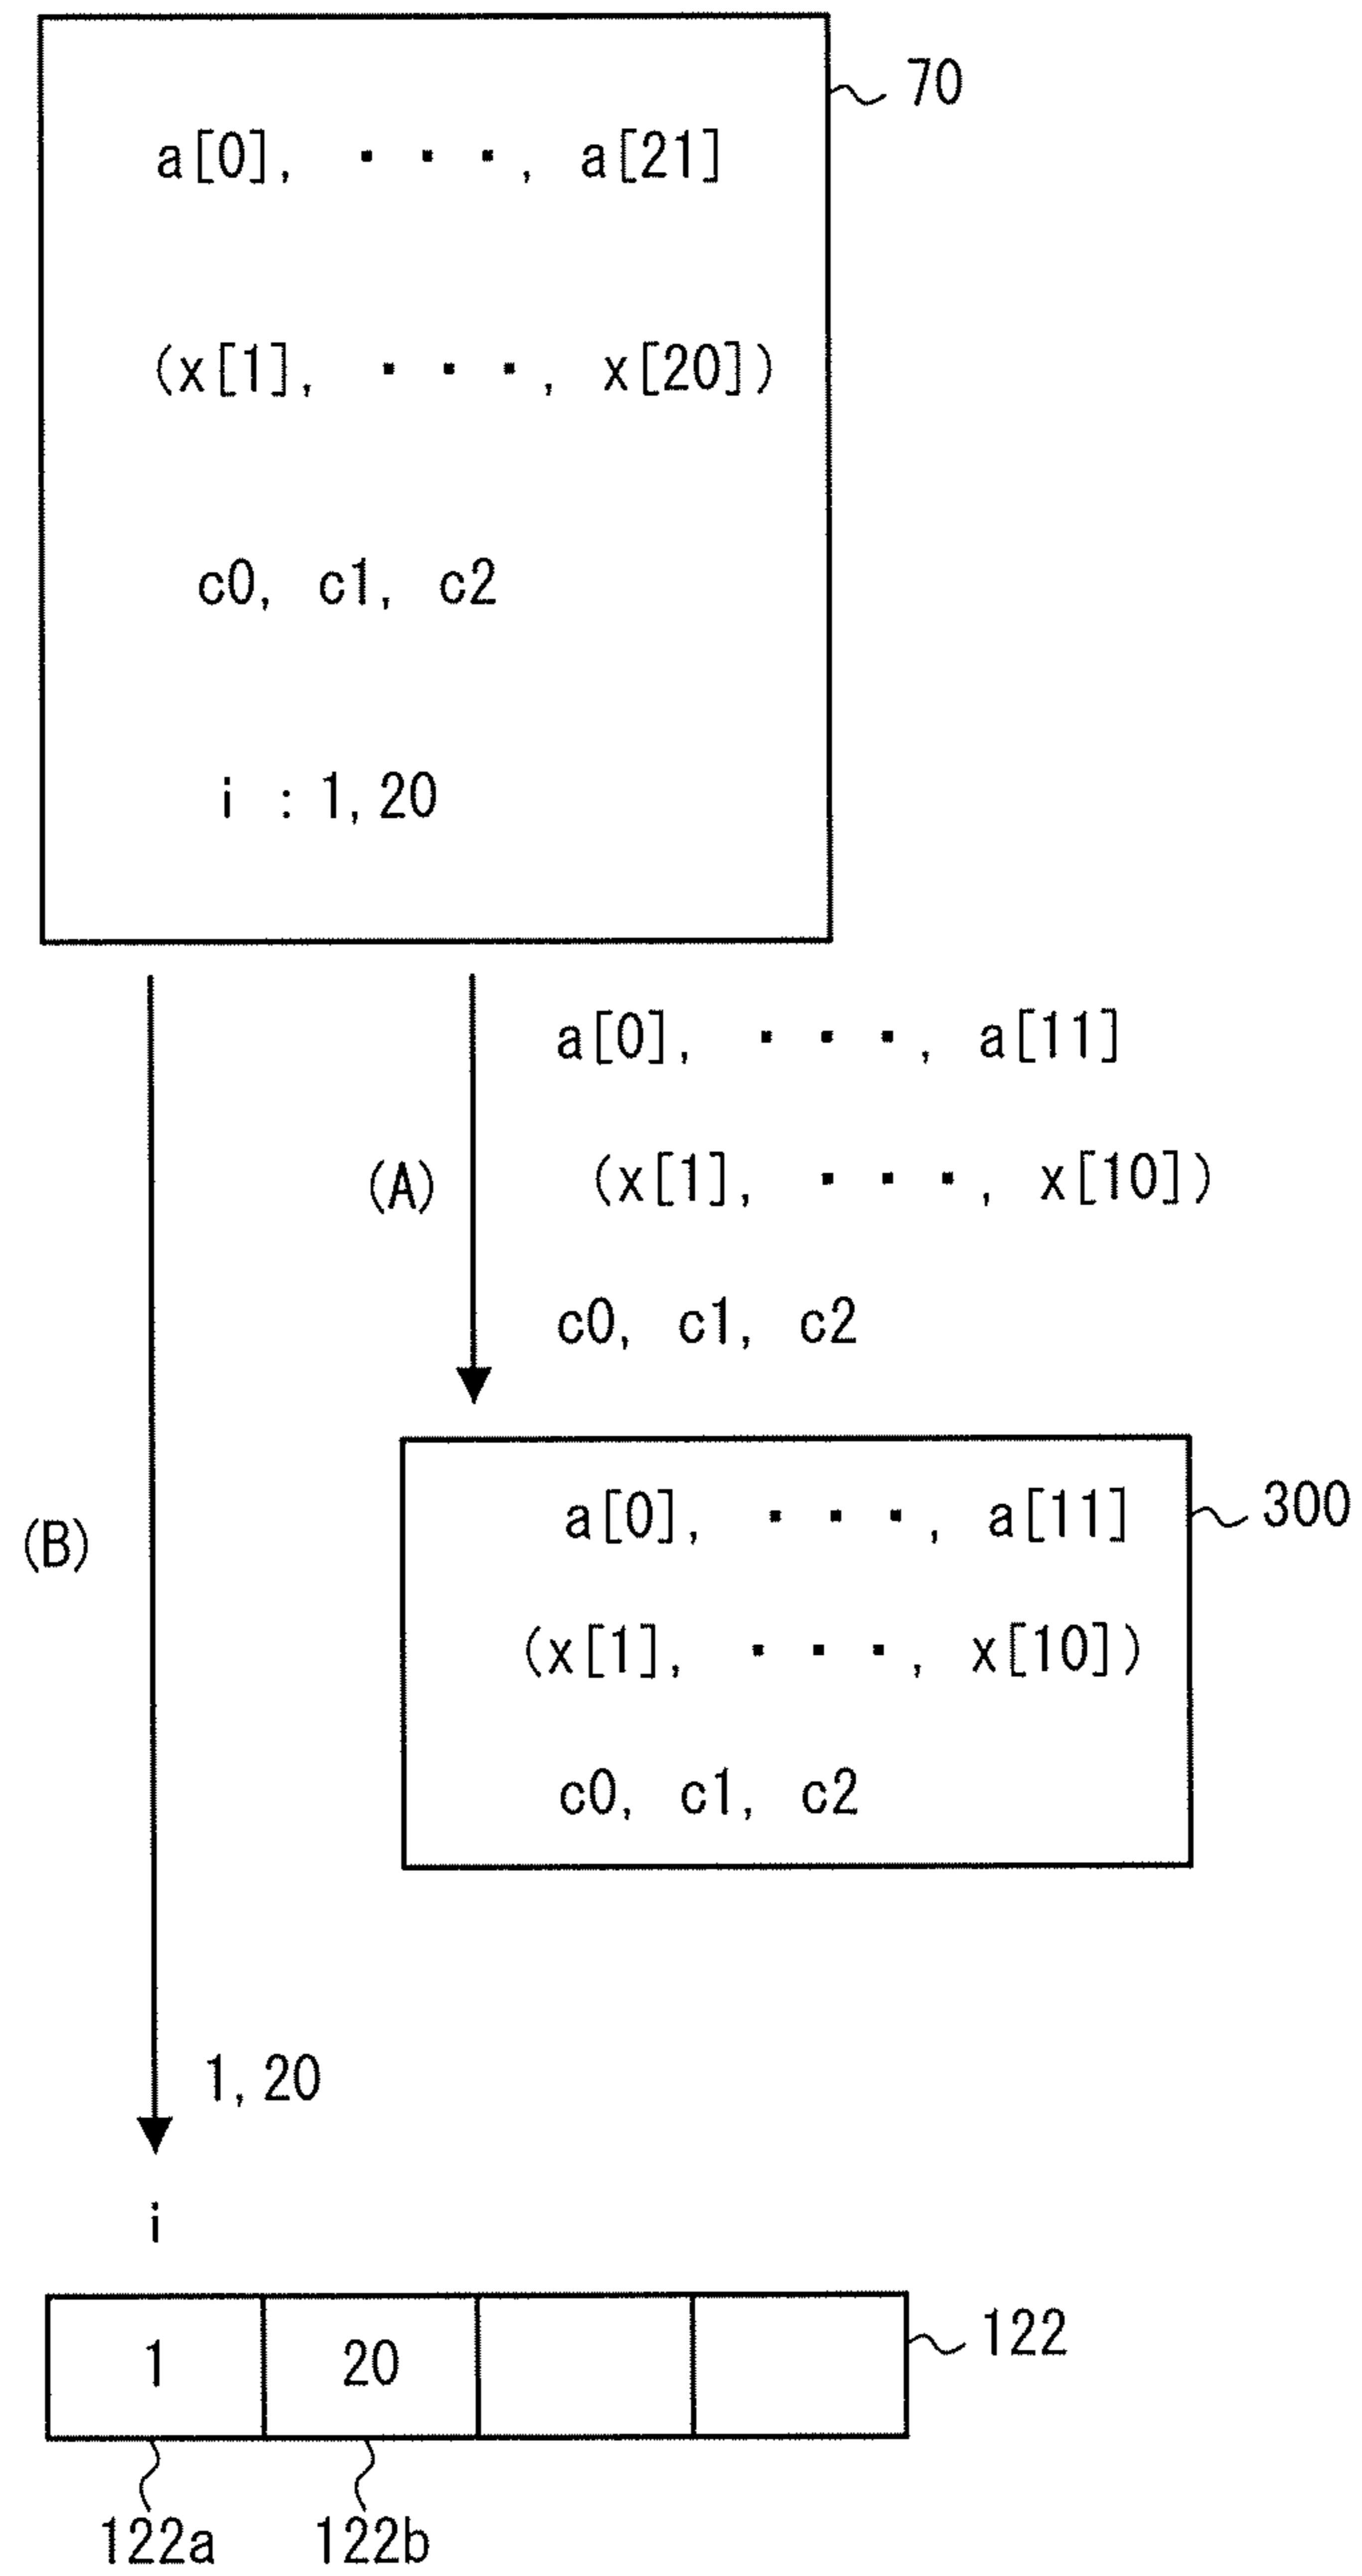 70
a[0], ・・・, a[21]
(x[1], ・・・, x[20])
c0, c1, c2
i : 1,20
a[0], ・・・, a[11]
(A)
(x[1], ・・・, x[10])
c0, c1, c2
a[0], ・・・, a[11]
300
(B)
(x[1], ・・・, x[10])
c0, c1, c2
1,20
i
1 20
122
122a 122b